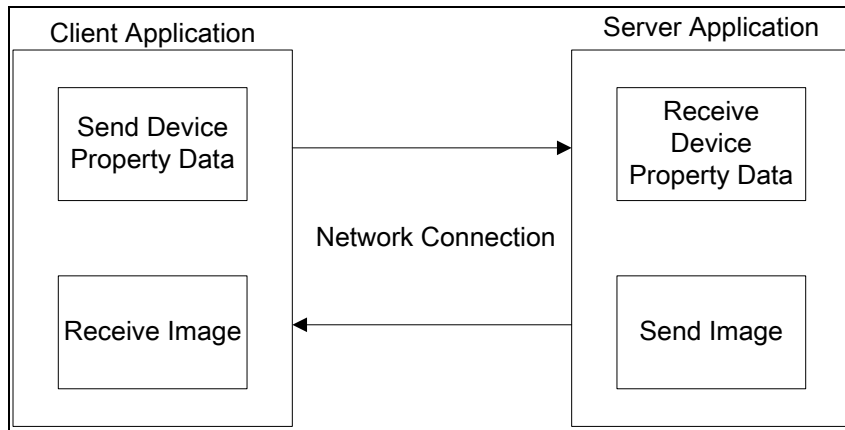 Client Application
Server Application
Send Device
Property Data
Receive
Device
Property Data
Network Connection
Receive Image
Send Image